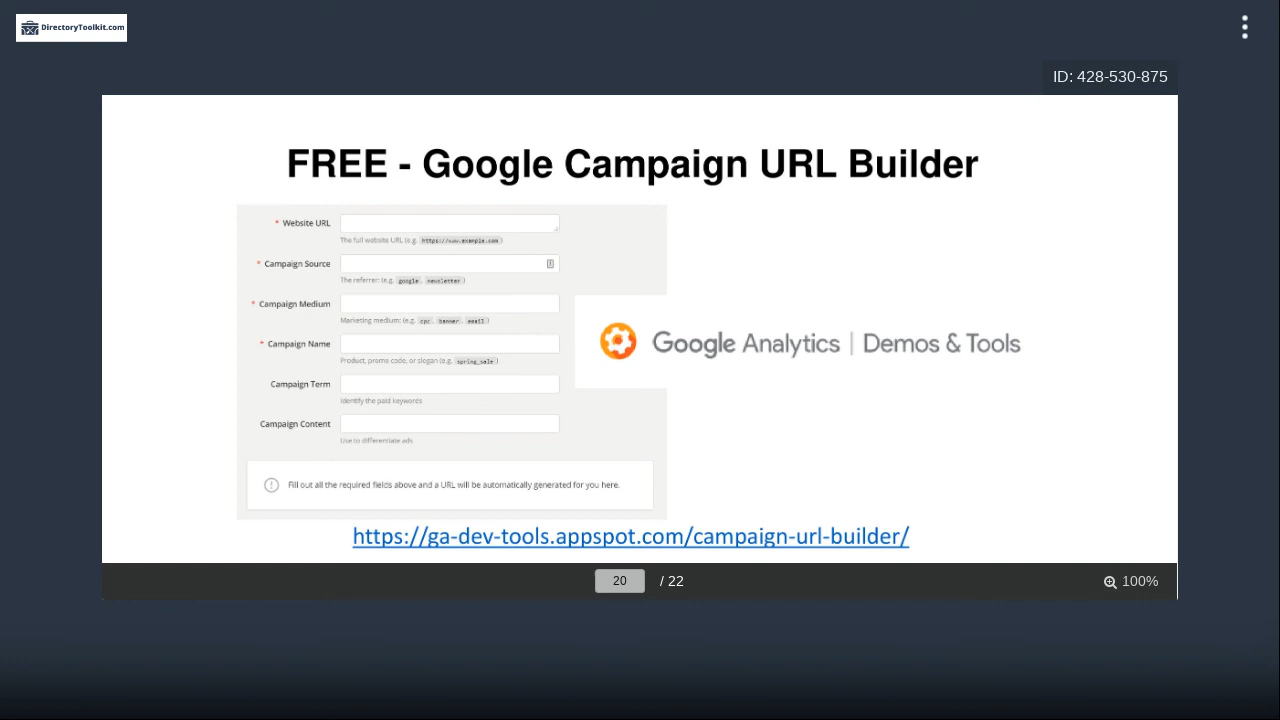 DirectoryToolkit.com
ID: 428-530-875
FREE - Google Campaign URL Builder
* Website URL
The full website URL (e.g. https://www.example.com )
* Campaign Source
The referrer: (e.g. google, newsletter )
* Campaign Medium
Marketing medium: (e.g. cpc, banner, email )
* Campaign Name
Product, promo code, or slogan (e.g. spring_sale )
Campaign Term
Identify the paid keywords
Campaign Content
Use to differentiate ads
Google Analytics | Demos & Tools
Fill out all the required fields above and a URL will be automatically generated for you here.
https://ga-dev-tools.appspot.com/campaign-url-builder/
20 / 22
100%